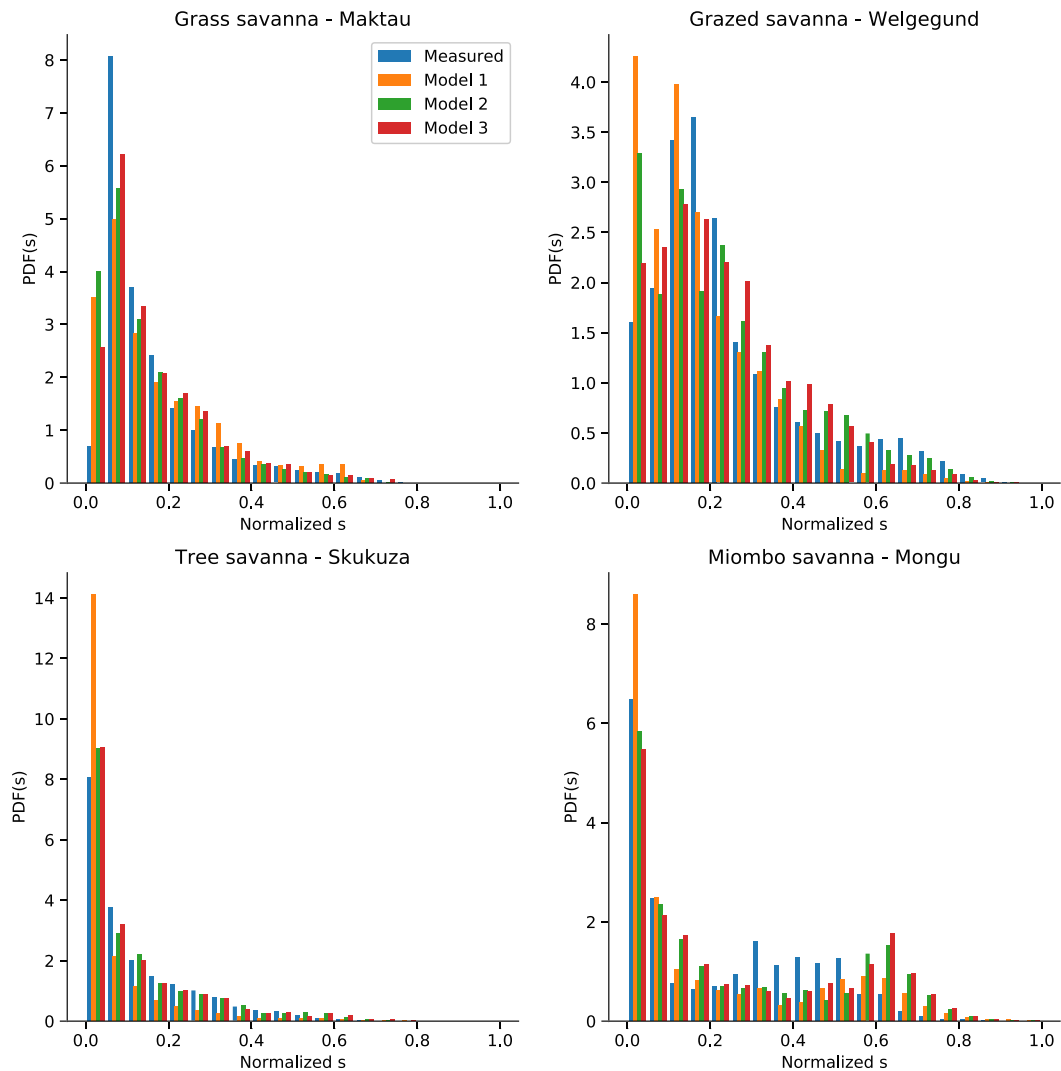 Grass savanna - Maktau
Grazed savanna - Welgegund
Measured
Model 1
Model 2
Model 3
PDF(s)
8
7
6
5
4
3
2
1
0
0.0 0.2 0.4 0.6 0.8 1.0
Normalized s
PDF(s)
4.0
3.5
3.0
2.5
2.0
1.5
1.0
0.5
0.0
0.0 0.2 0.4 0.6 0.8 1.0
Normalized s
Tree savanna - Skukuza
Miombo savanna - Mongu
PDF(s)
14
12
10
8
6
4
2
0
0.0 0.2 0.4 0.6 0.8 1.0
Normalized s
PDF(s)
8
6
4
2
0
0.0 0.2 0.4 0.6 0.8 1.0
Normalized s